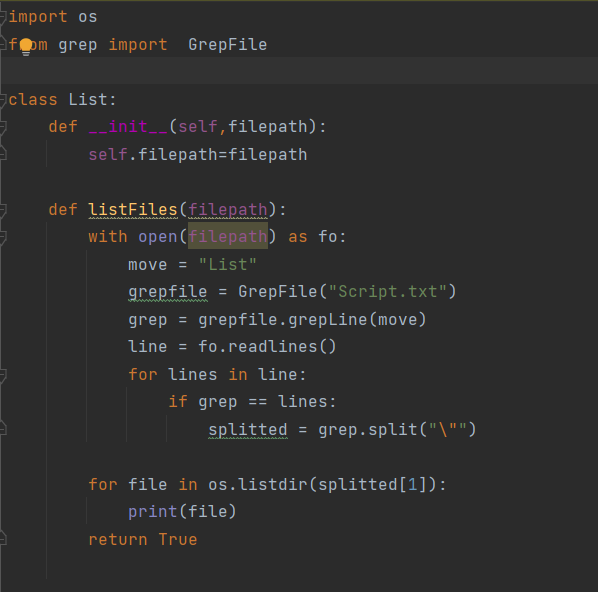 import os
from grep import  GrepFile
class List:
    def __init__(self,filepath):
        self.filepath=filepath
    def listFiles(filepath):
        with open(filepath) as fo:
            move = "List"
            grepfile = GrepFile("Script.txt")
            grep = grepfile.grepLine(move)
            line = fo.readlines()
            for lines in line:
                if grep == lines:
                    splitted = grep.split("\"")
        for file in os.listdir(splitted[1]):
            print(file)
        return True